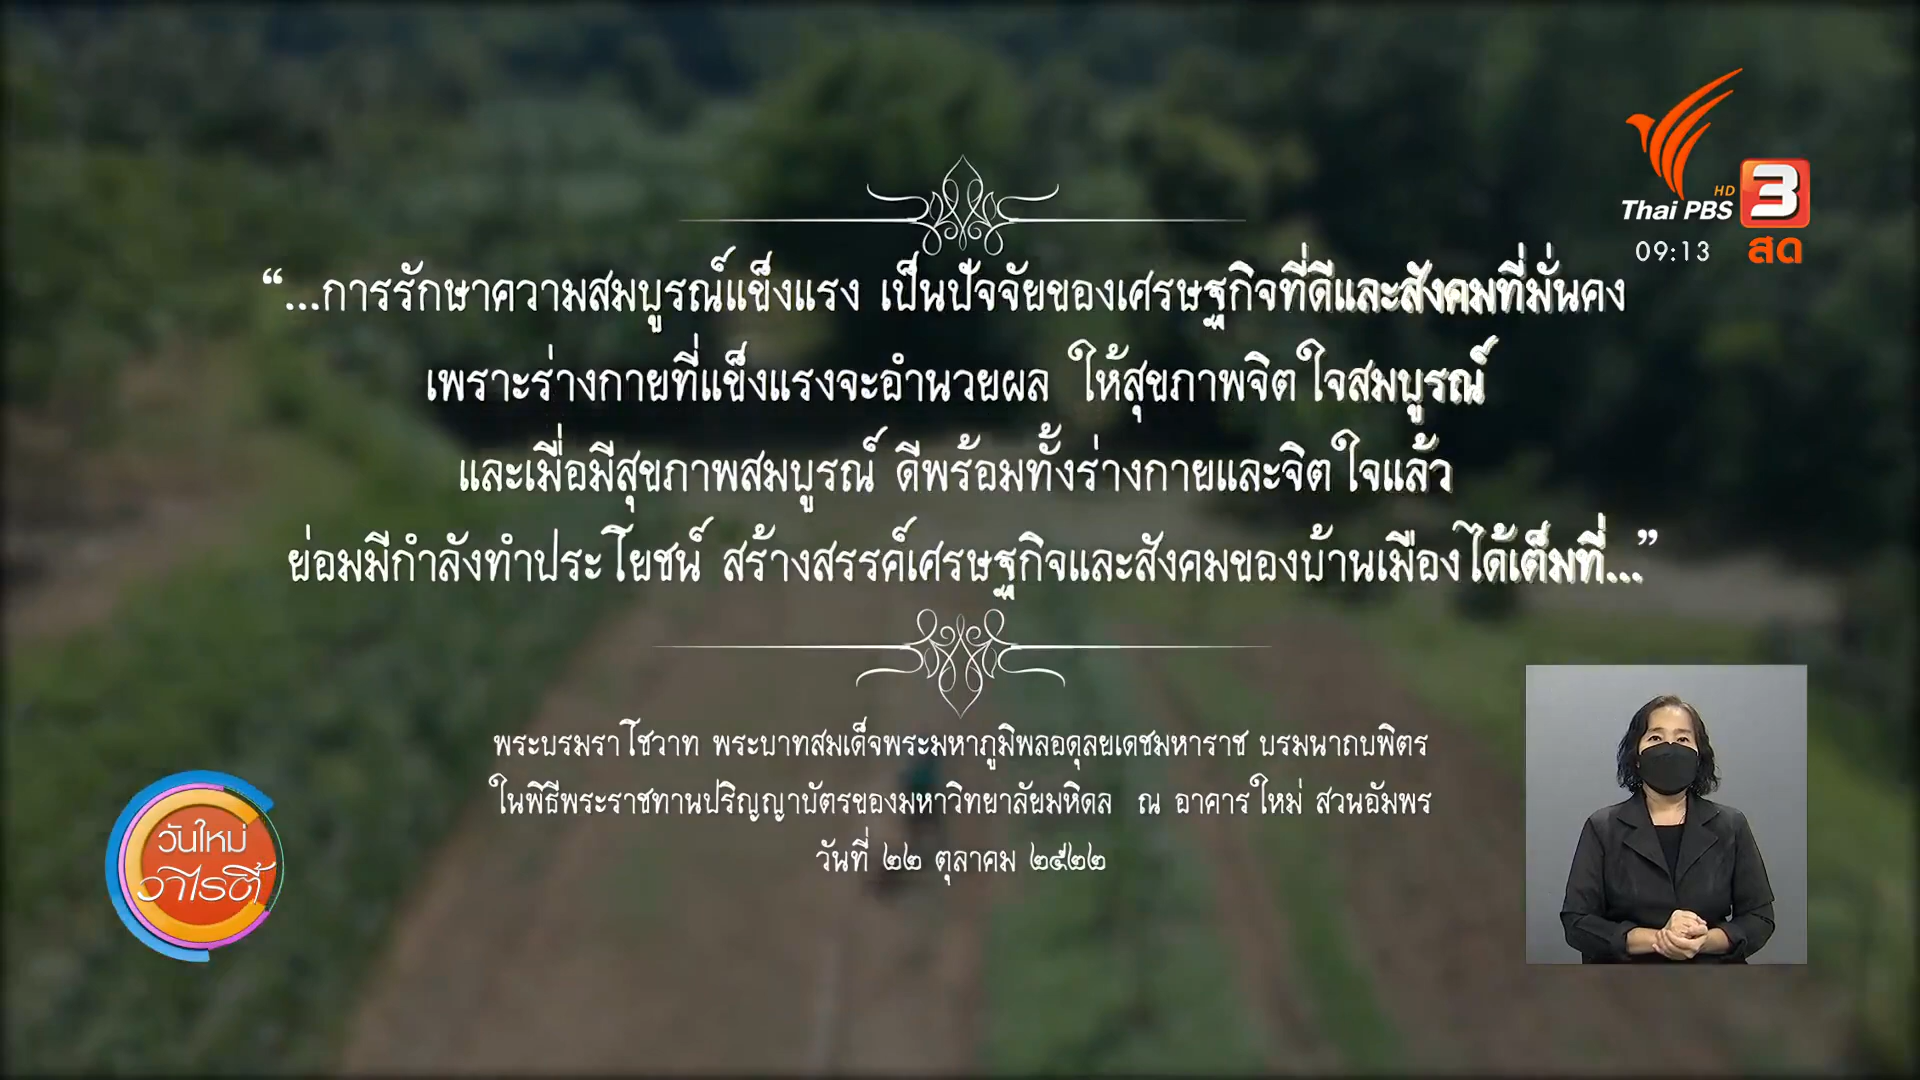 HD
Thai PBS 3
09:13 สด
“...การรักษาความสมบูรณ์แข็งแรง เป็นปัจจัยของเศรษฐกิจที่ดีและสังคมที่มั่นคง
เพราะร่างกายที่แข็งแรงจะอำนวยผล ให้สุขภาพจิตใจสมบูรณ์
และเมื่อมีสุขภาพสมบูรณ์ ดีพร้อมทั้งร่างกายและจิตใจแล้ว
ย่อมมีกำลังทำประโยชน์ สร้างสรรค์เศรษฐกิจและสังคมของบ้านเมืองได้เต็มที่...”
พระบรมราโชวาท พระบาทสมเด็จพระมหาภูมิพลอดุลยเดชมหาราช บรมนาถบพิตร
ในพิธีพระราชทานปริญญาบัตรของมหาวิทยาลัยมหิดล ณ อาคารใหม่ สวนอัมพร
วันที่ ๒๒ ตุลาคม ๒๕๒๒
วันใหม่
วาไรตี้